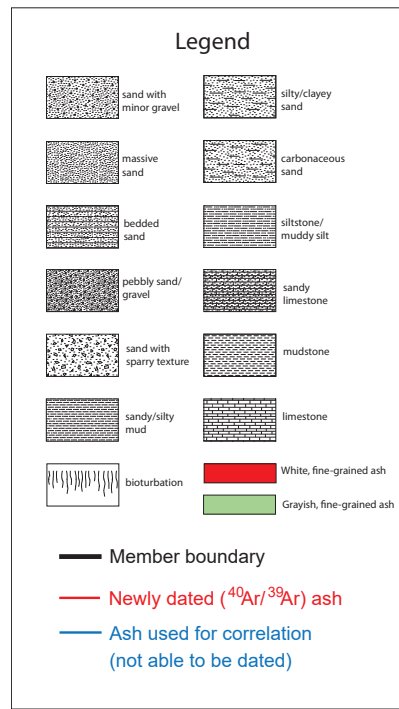 Legend
sand with
minor gravel
silty/clayey
sand
massive
sand
carbonaceous
sand
bedded
sand
siltstone/
muddy silt
pebbly sand/
gravel
sandy
limestone
sand with
sparry texture
mudstone
sandy/silty
mud
limestone
bioturbation
White, fine-grained ash
Grayish, fine-grained ash
Member boundary
Newly dated (⁴⁰Ar/³⁹Ar) ash
Ash used for correlation
(not able to be dated)